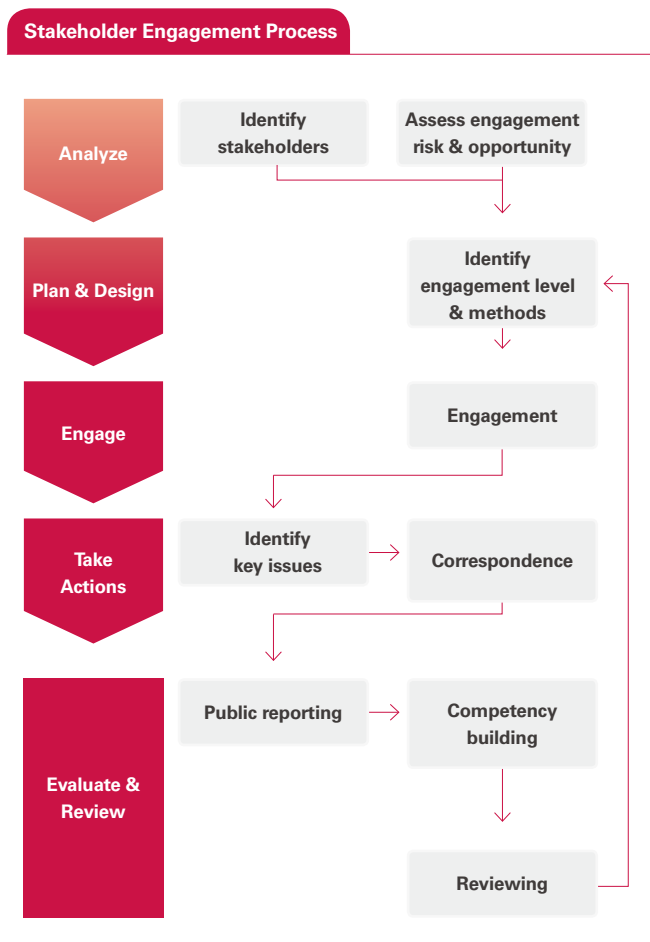 Stakeholder Engagement Process
Analyze
Identify
stakeholders
Assess engagement
risk & opportunity
Plan & Design
Identify
engagement level
& methods
Engage
Engagement
Take
Actions
Identify
key issues
Correspondence
Evaluate &
Review
Public reporting
Competency
building
Reviewing